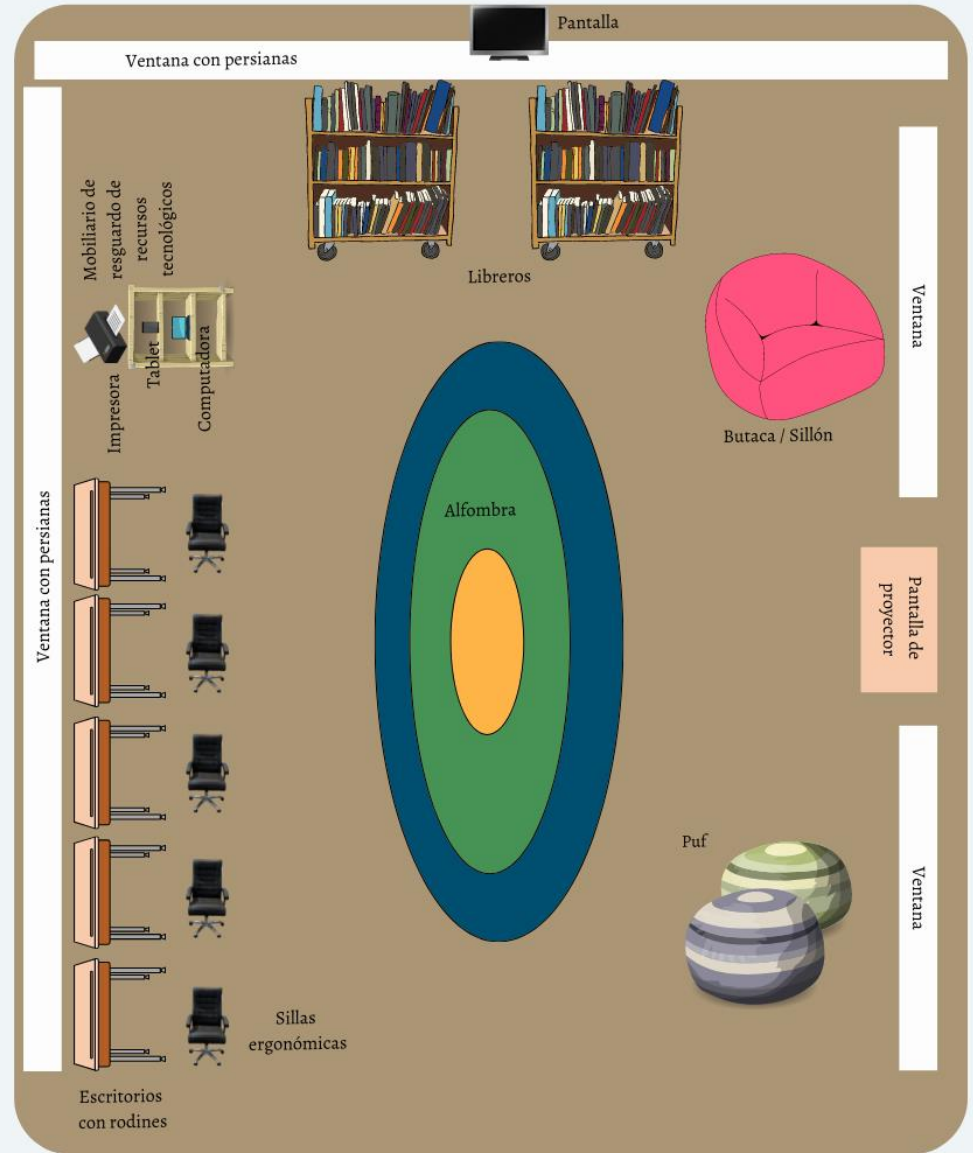 Pantalla
Ventana con persianas
Mobiliario de
resguardo de
recursos
tecnológicos
Libreros
Ventana
Impresora
Tablet
Computadora
Butaca / Sillón
Ventana con persianas
Alfombra
Pantalla de
proyector
Puf
Ventana
Sillas
ergonómicas
Escritorios
con rodines